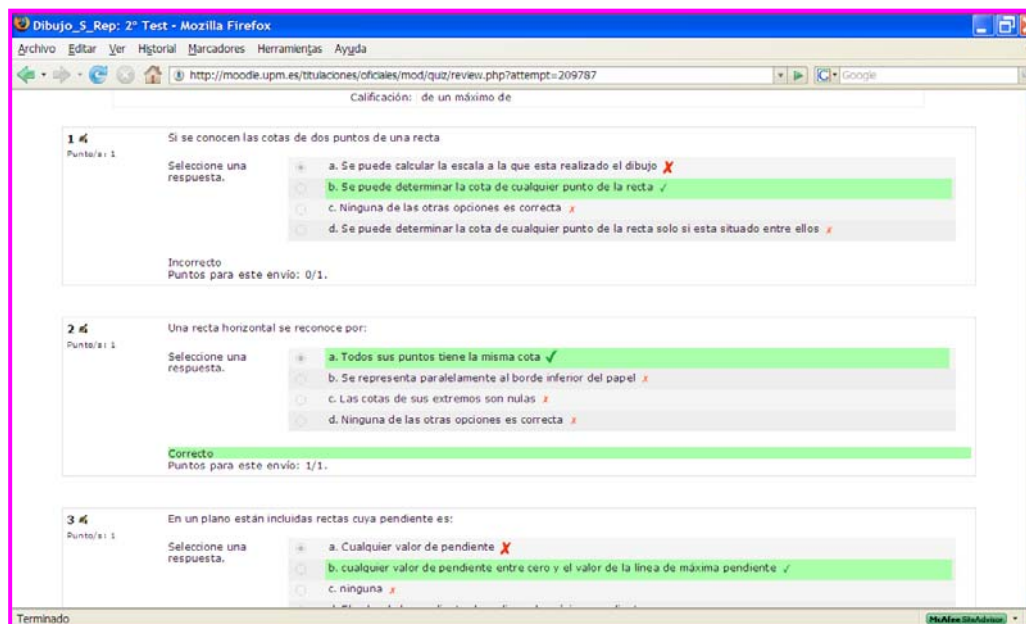 Dibujo_S_Rep: 2º Test - Mozilla Firefox
Archivo Editar Ver Historial Marcadores Herramientas Ayuda
http://moodle.upm.es/titulaciones/oficiales/mod/quiz/review.php?attempt=209787
Google
Calificación: de un máximo de
1
Si se conocen las cotas de dos puntos de una recta
Punto/s: 1
Seleccione una respuesta.
a. Se puede calcular la escala a la que esta realizado el dibujo ✗
b. Se puede determinar la cota de cualquier punto de la recta ✓
c. Ninguna de las otras opciones es correcta ✗
d. Se puede determinar la cota de cualquier punto de la recta solo si esta situado entre ellos ✗
Incorrecto
Puntos para este envío: 0/1.
2
Una recta horizontal se reconoce por:
Punto/s: 1
Seleccione una respuesta.
a. Todos sus puntos tiene la misma cota ✓
b. Se representa paralelamente al borde inferior del papel ✗
c. Las cotas de sus extremos son nulas ✗
d. Ninguna de las otras opciones es correcta ✗
Correcto
Puntos para este envío: 1/1.
3
En un plano están incluidas rectas cuya pendiente es:
Punto/s: 1
Seleccione una respuesta.
a. Cualquier valor de pendiente ✗
b. cualquier valor de pendiente entre cero y el valor de la línea de máxima pendiente ✓
c. ninguna ✗
Terminado
McAfee SiteAdvisor